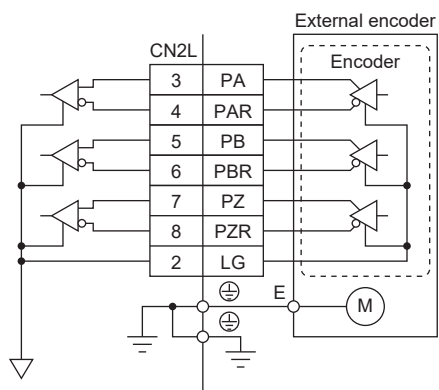 External encoder
CN2L
Encoder
3 PA
4 PAR
5 PB
6 PBR
7 PZ
8 PZR
2 LG
E
M